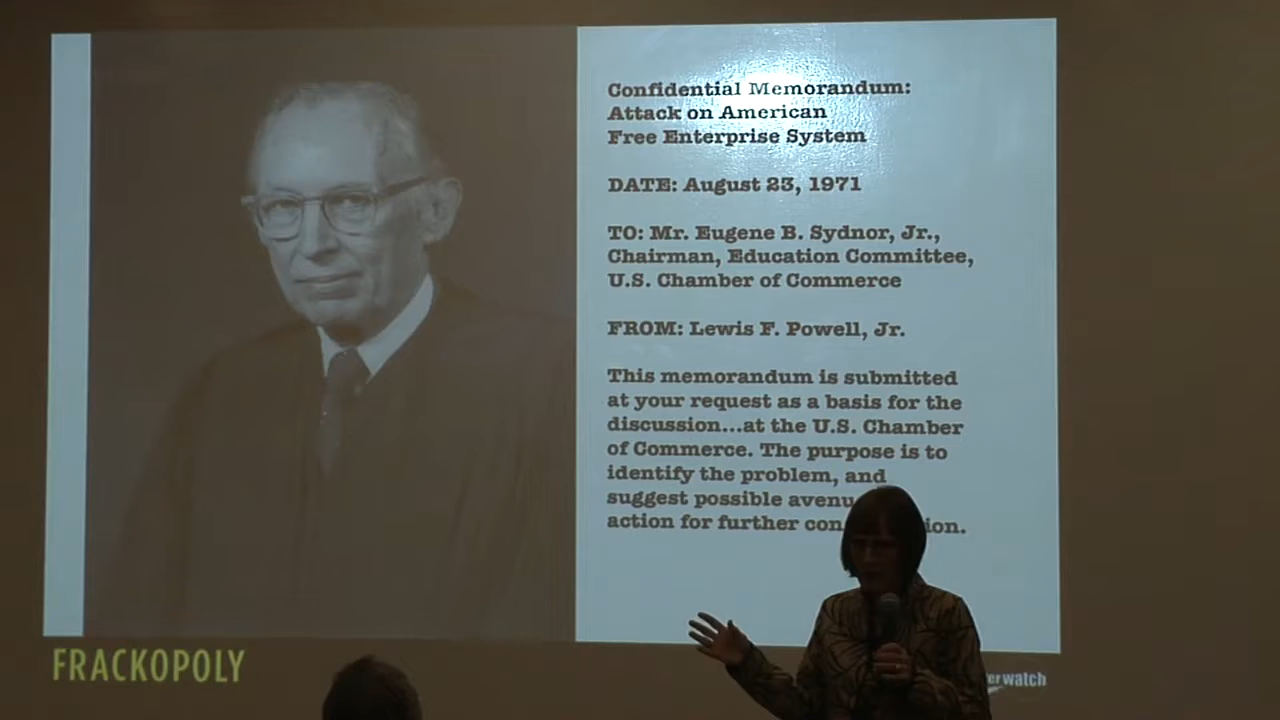 Confidential Memorandum:
Attack on American
Free Enterprise System
DATE: August 23, 1971
TO: Mr. Eugene B. Sydnor, Jr.,
Chairman, Education Committee,
U.S. Chamber of Commerce
FROM: Lewis F. Powell, Jr.
This memorandum is submitted
at your request as a basis for the
discussion...at the U.S. Chamber
of Commerce. The purpose is to
identify the problem, and
suggest possible
action for further
FRACKOPOLY
watch